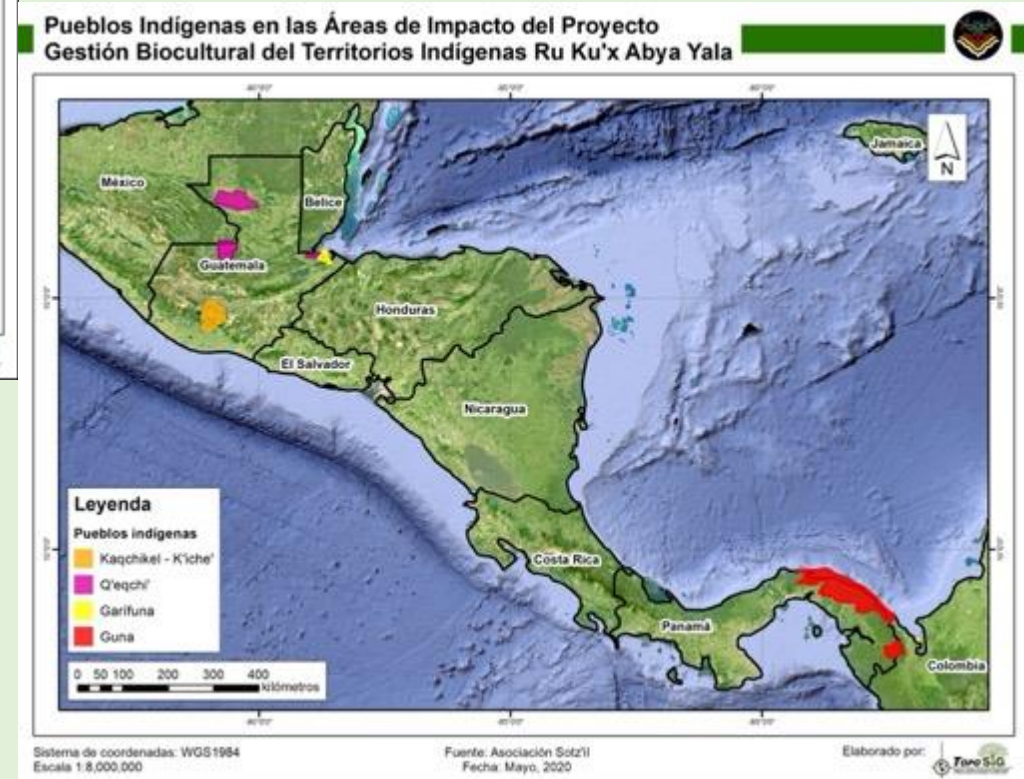 Pueblos Indígenas en las Áreas de Impacto del Proyecto
Gestión Biocultural del Territorios Indígenas Ru Ku'x Abya Yala
Jamaica
N
México
Belice
Guatemala
Honduras
El Salvador
Nicaragua
Costa Rica
Panamá
Colombia
Leyenda
Pueblos indígenas
Kaqchikel - K'iche'
Q'eqchi'
Garífuna
Guna
0 50 100 200 300 400
kilómetros
Sistema de coordenadas: WGS1984
Escala 1:8,000,000
Fuente: Asociación Sotz'il
Fecha: Mayo, 2020
Elaborado por: